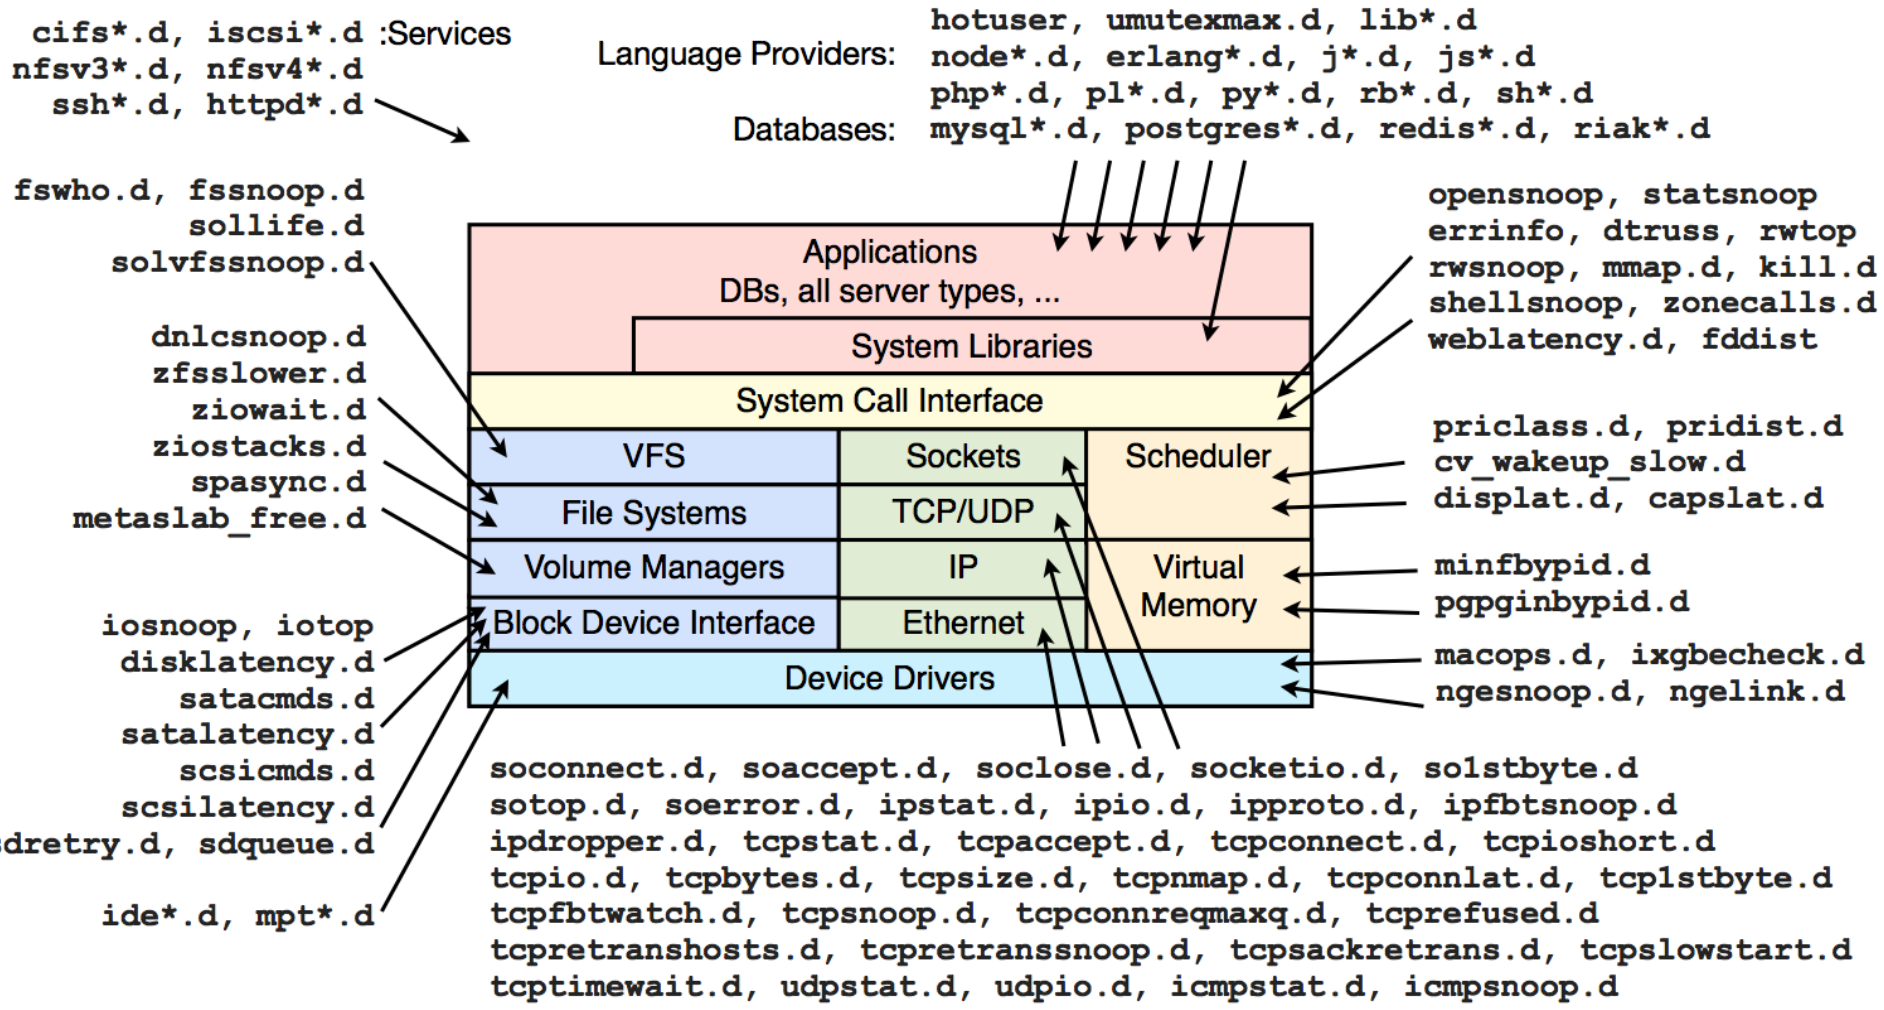 cifs*.d, iscsi*.d :Services
nfsv3*.d, nfsv4*.d
ssh*.d, httpd*.d
hotuser, umutexmax.d, lib*.d
Language Providers: node*.d, erlang*.d, j*.d, js*.d
php*.d, pl*.d, py*.d, rb*.d, sh*.d
Databases: mysql*.d, postgres*.d, redis*.d, riak*.d
fswho.d, fssnoop.d
sollife.d
solvfssnoop.d
dnlcsnoop.d
zfsslower.d
ziowait.d
ziostacks.d
spasync.d
metaslab_free.d
iosnoop, iotop
disklatency.d
satacmds.d
satalatency.d
scsicmds.d
scsilatency.d
sdretry.d, sdqueue.d
ide*.d, mpt*.d
Applications
DBs, all server types, ...
System Libraries
System Call Interface
VFS
Sockets
Scheduler
File Systems
TCP/UDP
Volume Managers
IP
Virtual
Memory
Block Device Interface
Ethernet
Device Drivers
opensnoop, statsnoop
errinfo, dtruss, rwtop
rwsnoop, mmap.d, kill.d
shellsnoop, zonecalls.d
weblatency.d, fddist
priclass.d, pridist.d
cv_wakeup_slow.d
displat.d, capslat.d
minfbypid.d
pgpginbypid.d
macops.d, ixgbecheck.d
ngesnoop.d, ngelink.d
soconnect.d, soaccept.d, soclose.d, socketio.d, so1stbyte.d
sotop.d, soerror.d, ipstat.d, ipio.d, ipproto.d, ipfbtsnoop.d
ipdropper.d, tcpstat.d, tcpaccept.d, tcpconnect.d, tcpioshort.d
tcpio.d, tcpbytes.d, tcpsize.d, tcpnmap.d, tcpconnlat.d, tcp1stbyte.d
tcpfbtwatch.d, tcpsnoop.d, tcpconnreqmaxq.d, tcprefused.d
tcpretranshosts.d, tcpretranssnoop.d, tcpsackretrans.d, tcpslowstart.d
tcptimewait.d, udpstat.d, udpio.d, icmpstat.d, icmpsnoop.d